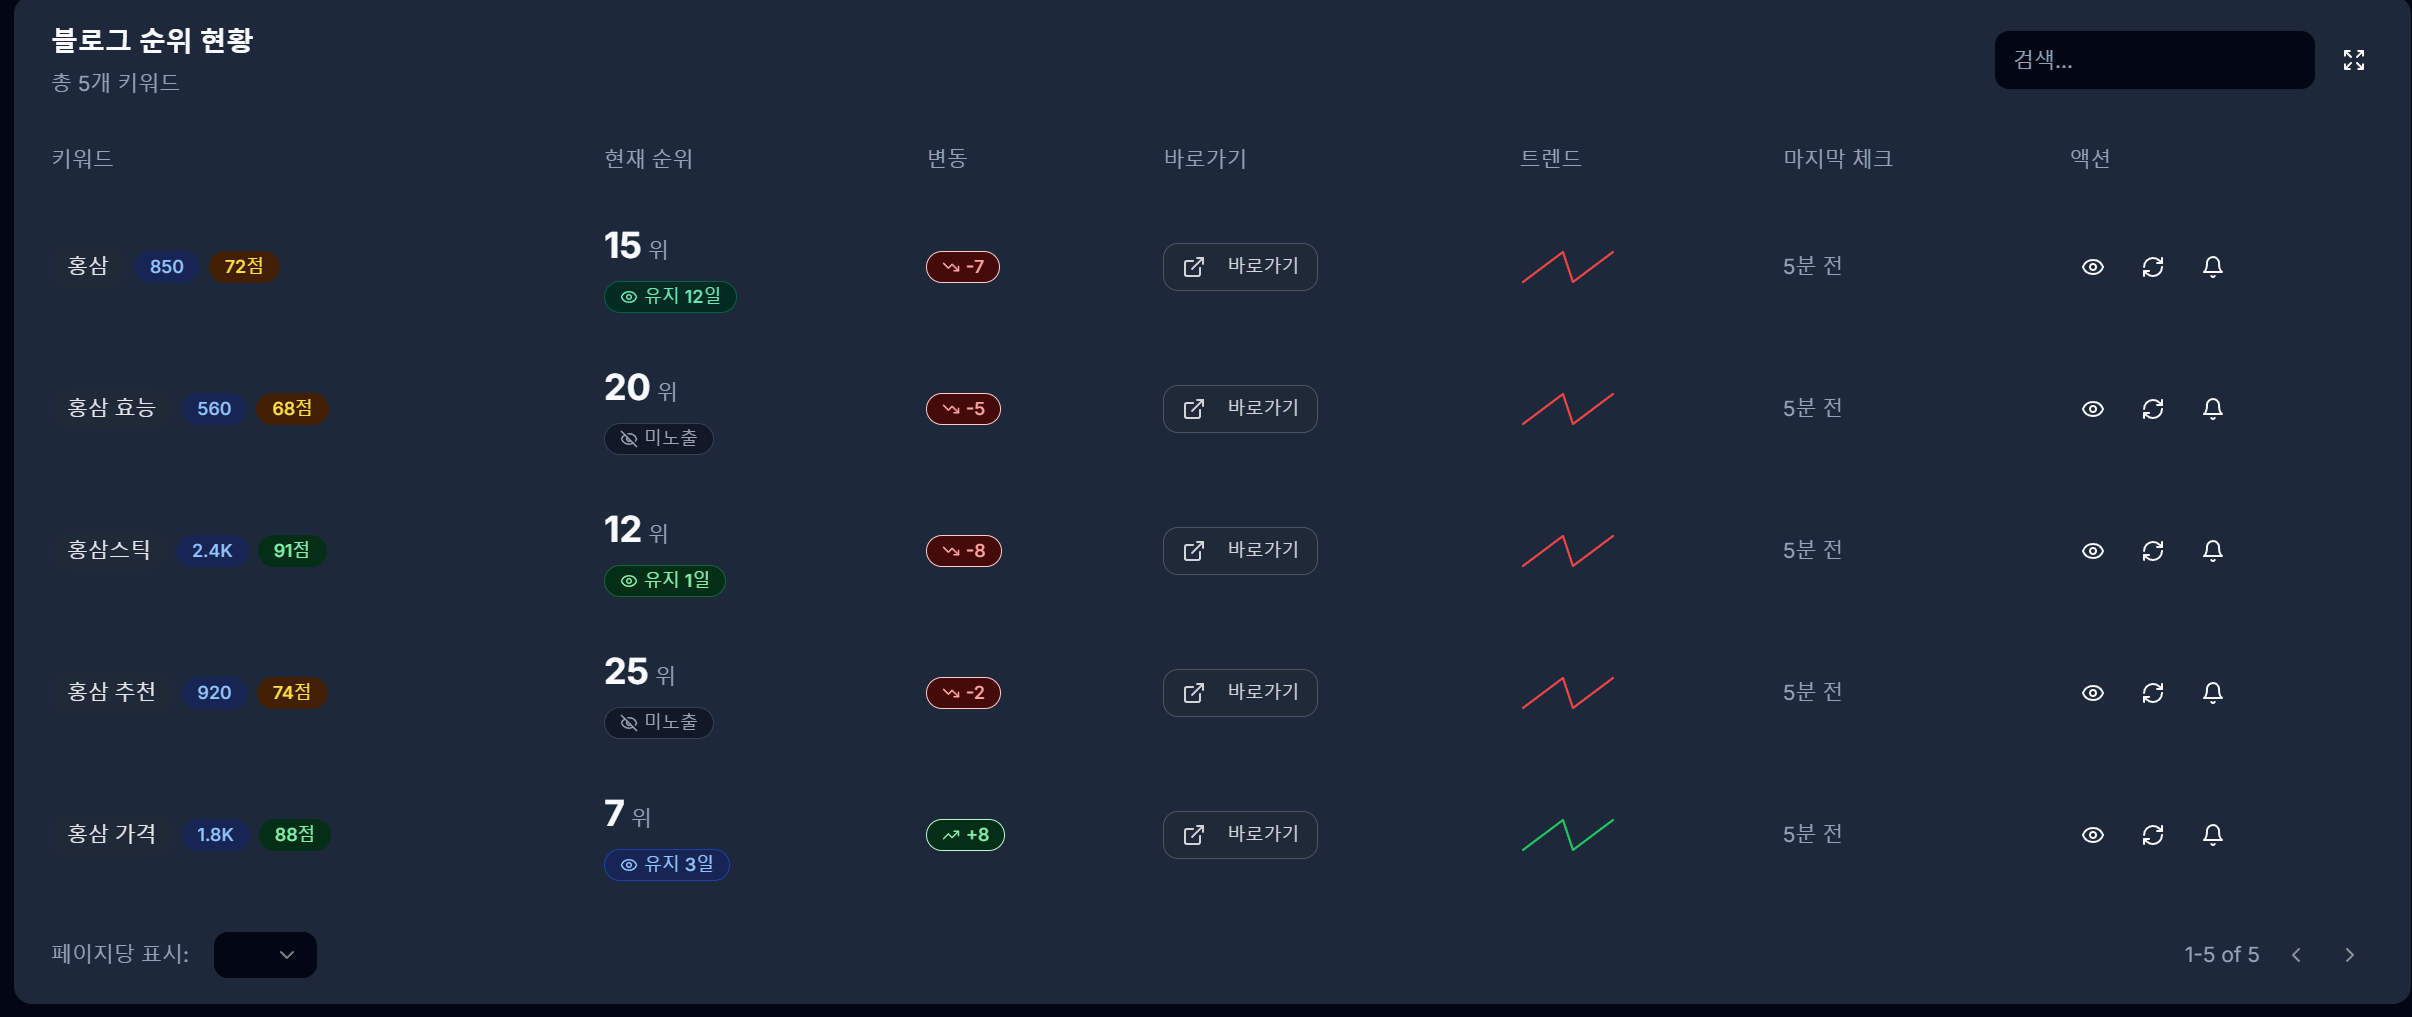 블로그 순위 현황
총 5개 키워드
검색...
키워드 현재 순위 변동 바로가기 트렌드 마지막 체크 액션
홍삼 850 72점 15 위 -7 바로가기 5분 전
유지 12일
홍삼 효능 560 68점 20 위 -5 바로가기 5분 전
미노출
홍삼스틱 2.4K 91점 12 위 -8 바로가기 5분 전
유지 1일
홍삼 추천 920 74점 25 위 -2 바로가기 5분 전
미노출
홍삼 가격 1.8K 88점 7 위 +8 바로가기 5분 전
유지 3일
페이지당 표시:
1-5 of 5